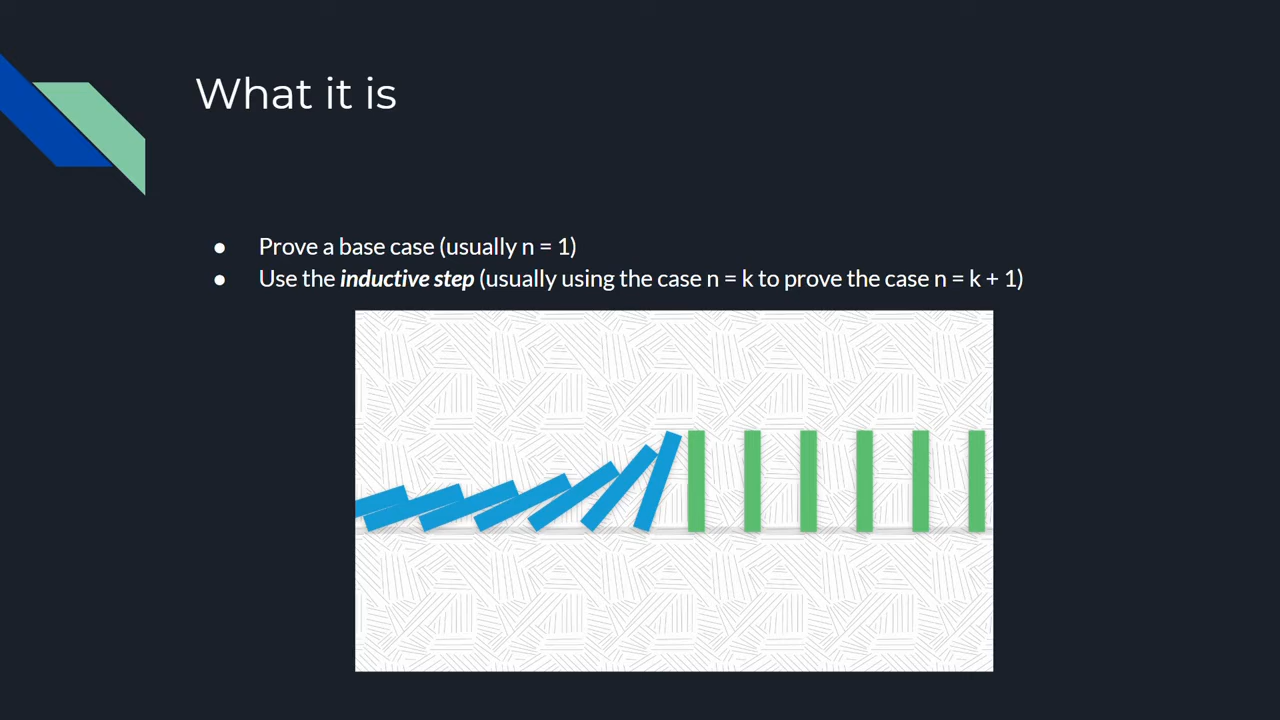 What it is
● Prove a base case (usually n = 1)
● Use the inductive step (usually using the case n = k to prove the case n = k + 1)